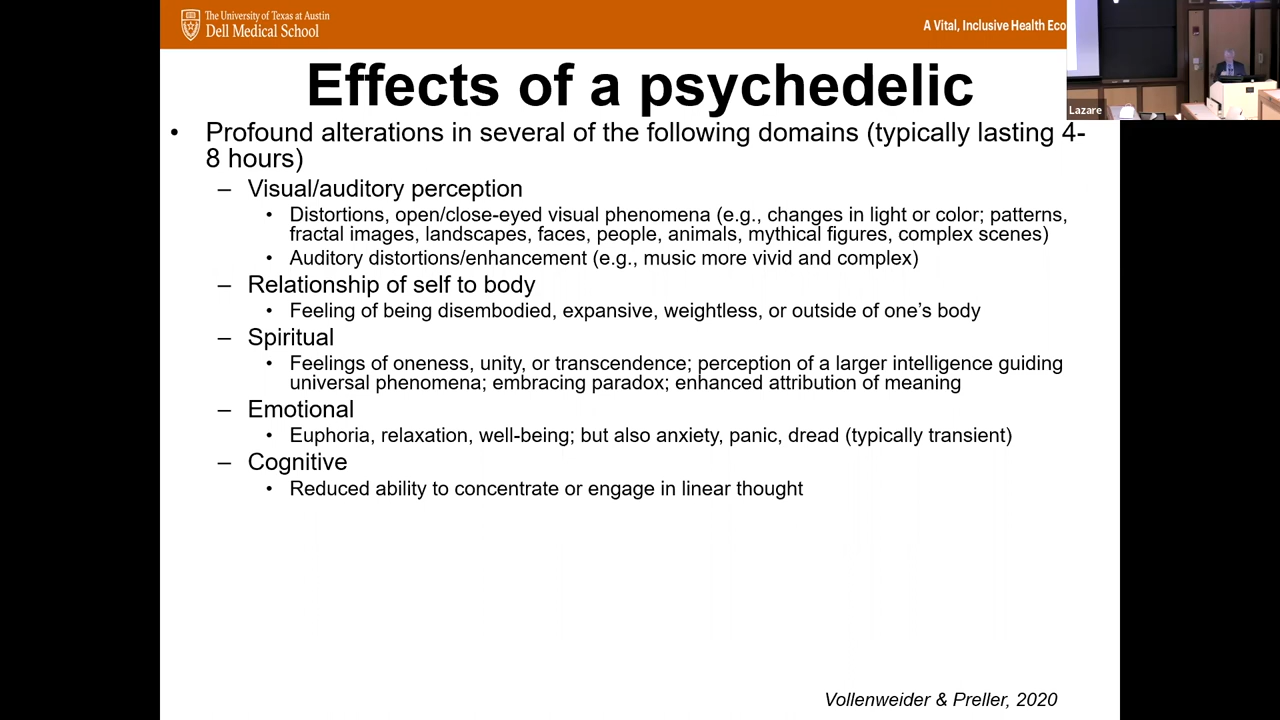 The University of Texas at Austin
Dell Medical School
A Vital, Inclusive Health Eco
Lazare
Effects of a psychedelic
• Profound alterations in several of the following domains (typically lasting 4-
8 hours)
– Visual/auditory perception
• Distortions, open/close-eyed visual phenomena (e.g., changes in light or color; patterns,
fractal images, landscapes, faces, people, animals, mythical figures, complex scenes)
• Auditory distortions/enhancement (e.g., music more vivid and complex)
– Relationship of self to body
• Feeling of being disembodied, expansive, weightless, or outside of one’s body
– Spiritual
• Feelings of oneness, unity, or transcendence; perception of a larger intelligence guiding
universal phenomena; embracing paradox; enhanced attribution of meaning
– Emotional
• Euphoria, relaxation, well-being; but also anxiety, panic, dread (typically transient)
– Cognitive
• Reduced ability to concentrate or engage in linear thought
Vollenweider & Preller, 2020